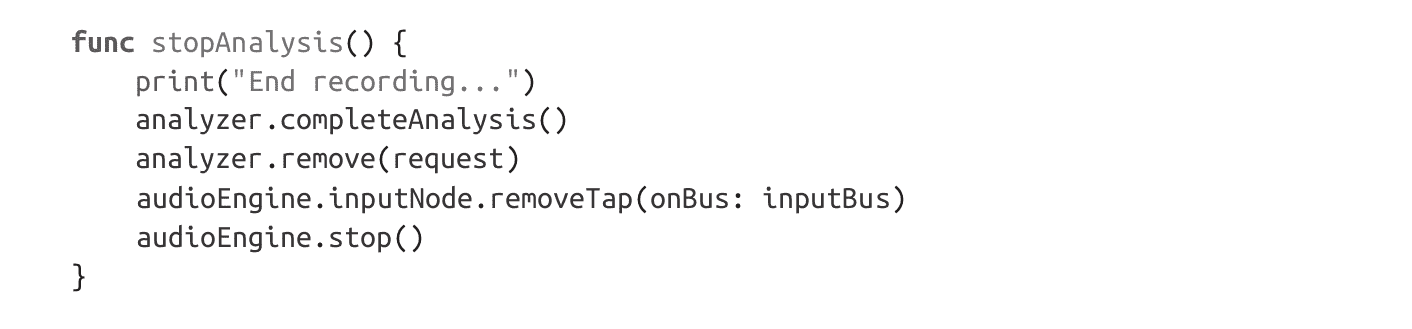 func stopAnalysis() {
    print("End recording...")
    analyzer.completeAnalysis()
    analyzer.remove(request)
    audioEngine.inputNode.removeTap(onBus: inputBus)
    audioEngine.stop()
}